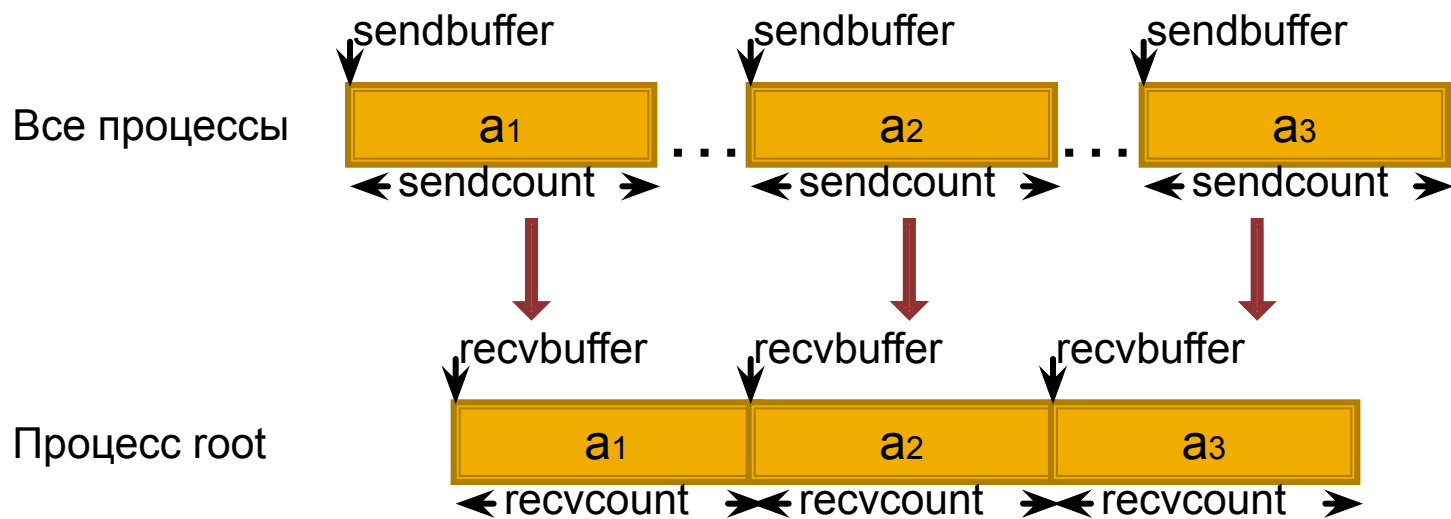 sendbuffer sendbuffer sendbuffer
Все процессы a1 ... a2 ... a3
sendcount sendcount sendcount
recvbuffer recvbuffer recvbuffer
Процесс root a1 a2 a3
recvcount recvcount recvcount